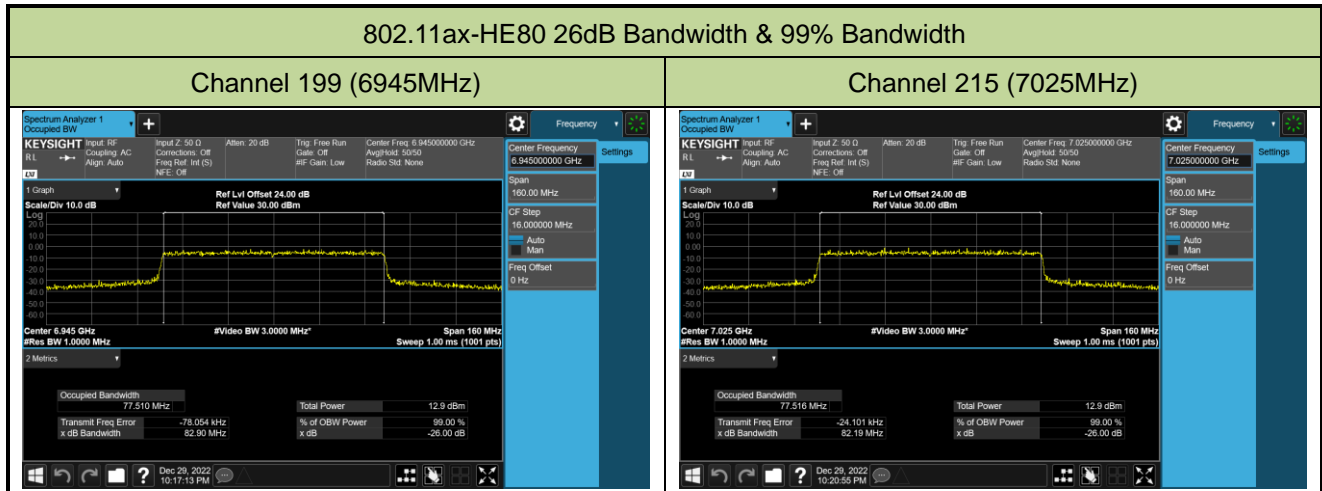 802.11ax-HE80 26dB Bandwidth & 99% Bandwidth
Channel 199 (6945MHz)
Spectrum Analyzer 1
Occupied BW
Frequency
KEYSIGHT
R L
LXI
Input: RF
Coupling: AC
Align: Auto
Input Z: 50 Ω
Corrections: Off
Freq Ref: Int (S)
NFE: Off
Atten: 20 dB
Trig: Free Run
Gate: Off
#IF Gain: Low
Center Freq: 6.945000000 GHz
Avg|Hold: 50/50
Radio Std: None
Center Frequency
6.945000000 GHz
Settings
Span
160.00 MHz
CF Step
16.000000 MHz
Auto
Man
Freq Offset
0 Hz
1 Graph
Scale/Div 10.0 dB
Ref Lvl Offset 24.00 dB
Ref Value 30.00 dBm
Log
20.0
10.0
0.00
-10.0
-20.0
-30.0
-40.0
-50.0
-60.0
Center 6.945 GHz
#Video BW 3.0000 MHz*
Span 160 MHz
#Res BW 1.0000 MHz
Sweep 1.00 ms (1001 pts)
2 Metrics
Occupied Bandwidth
77.510 MHz
Total Power 12.9 dBm
Transmit Freq Error -78.054 kHz
% of OBW Power 99.00 %
x dB Bandwidth 82.90 MHz
x dB -26.00 dB
?
Dec 29, 2022
10:17:13 PM
Channel 215 (7025MHz)
Spectrum Analyzer 1
Occupied BW
Frequency
KEYSIGHT
R L
LXI
Input: RF
Coupling: AC
Align: Auto
Input Z: 50 Ω
Corrections: Off
Freq Ref: Int (S)
NFE: Off
Atten: 20 dB
Trig: Free Run
Gate: Off
#IF Gain: Low
Center Freq: 7.025000000 GHz
Avg|Hold: 50/50
Radio Std: None
Center Frequency
7.025000000 GHz
Settings
Span
160.00 MHz
CF Step
16.000000 MHz
Auto
Man
Freq Offset
0 Hz
1 Graph
Scale/Div 10.0 dB
Ref Lvl Offset 24.00 dB
Ref Value 30.00 dBm
Log
20.0
10.0
0.00
-10.0
-20.0
-30.0
-40.0
-50.0
-60.0
Center 7.025 GHz
#Video BW 3.0000 MHz*
Span 160 MHz
#Res BW 1.0000 MHz
Sweep 1.00 ms (1001 pts)
2 Metrics
Occupied Bandwidth
77.516 MHz
Total Power 12.9 dBm
Transmit Freq Error -24.101 kHz
% of OBW Power 99.00 %
x dB Bandwidth 82.19 MHz
x dB -26.00 dB
?
Dec 29, 2022
10:20:55 PM